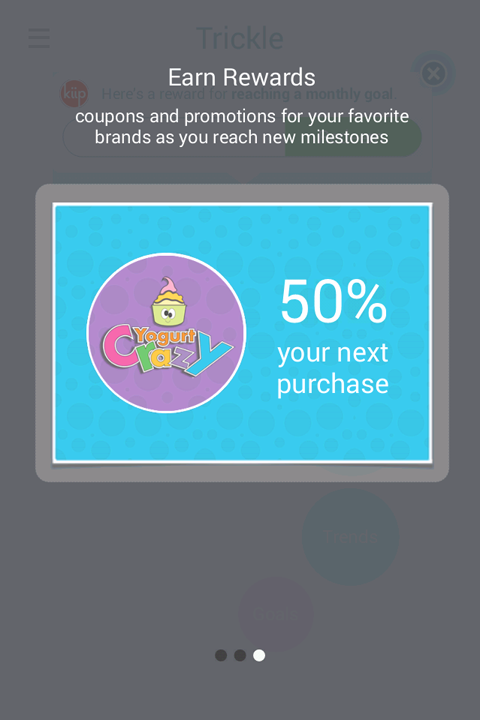 Trickle
Earn Rewards
kiip
Here's a reward for reaching a monthly goal
coupons and promotions for your favorite
brands as you reach new milestones
Yogurt
Crazy
50%
your next
purchase